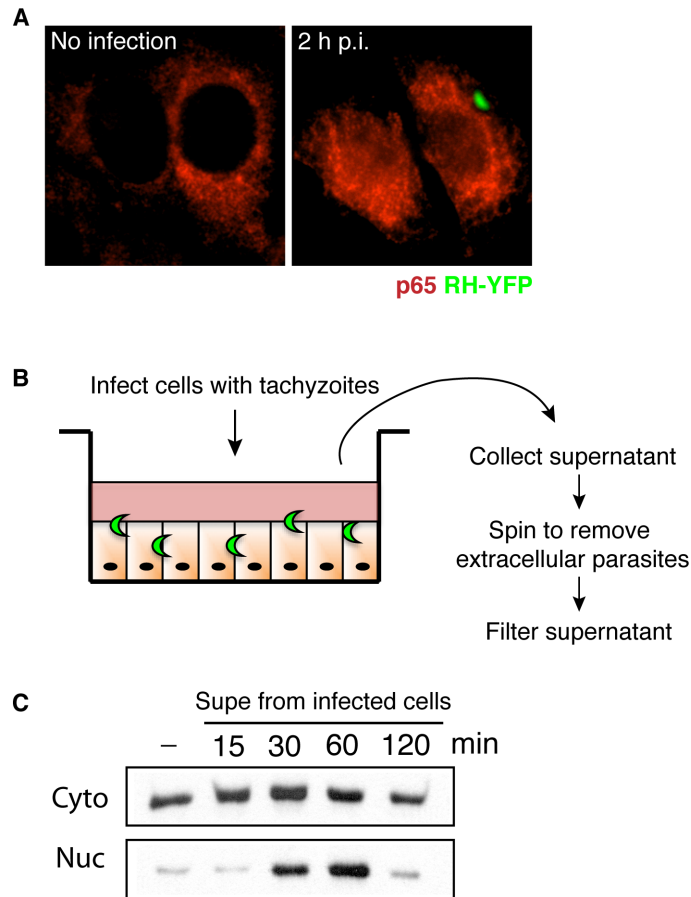 A
No infection
2 h p.i.
p65 RH-YFP
B
Infect cells with tachyzoites
Collect supernatant
Spin to remove
extracellular parasites
Filter supernatant
C
Supe from infected cells
– 15 30 60 120 min
Cyto
Nuc